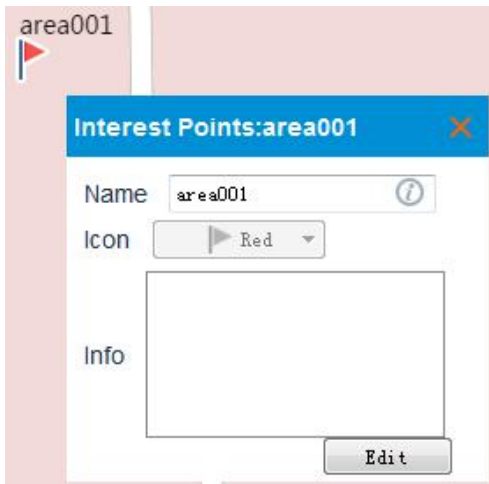 area001
Interest Points:area001
Name area001
Icon Red
Info
Edit